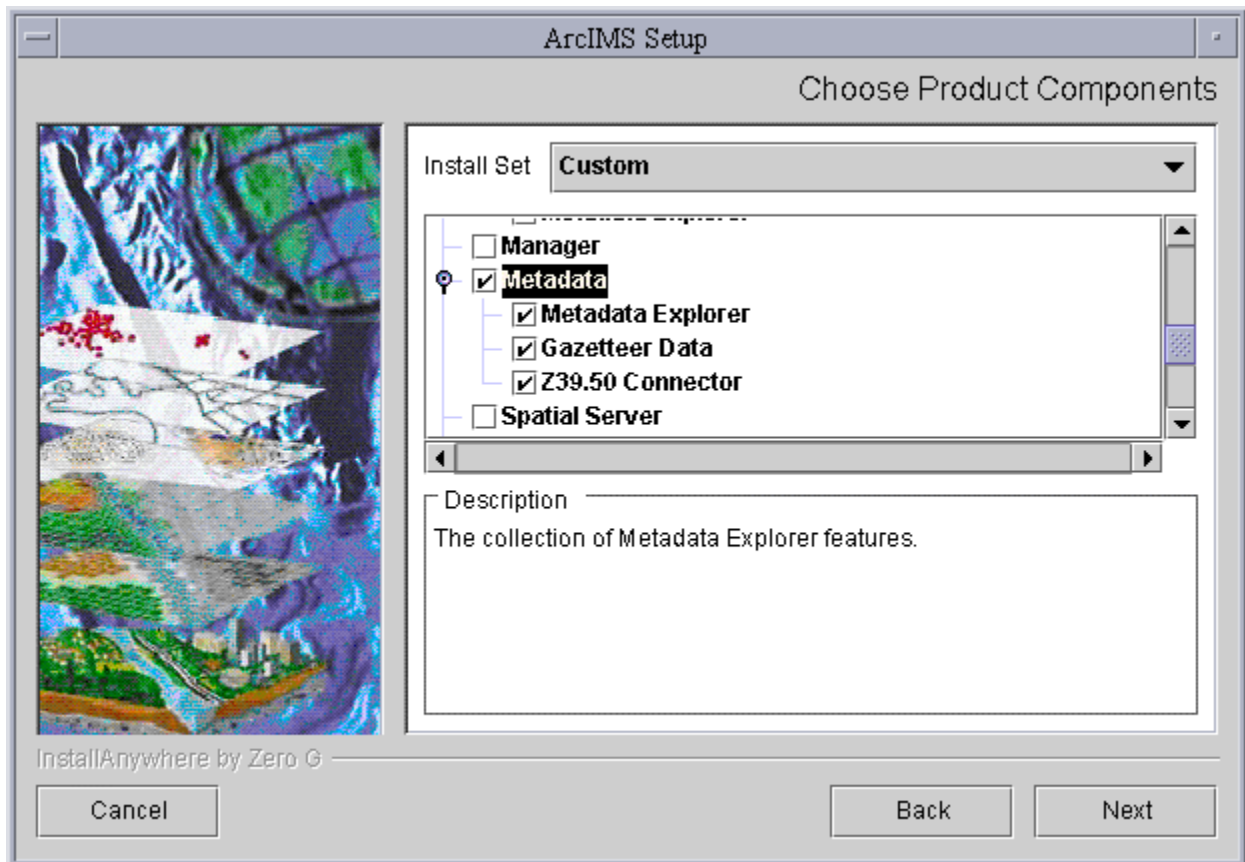 ArcIMS Setup
Choose Product Components
Install Set Custom
Manager
Metadata
Metadata Explorer
Gazetteer Data
Z39.50 Connector
Spatial Server
Description
The collection of Metadata Explorer features.
InstallAnywhere by Zero G
Cancel Back Next